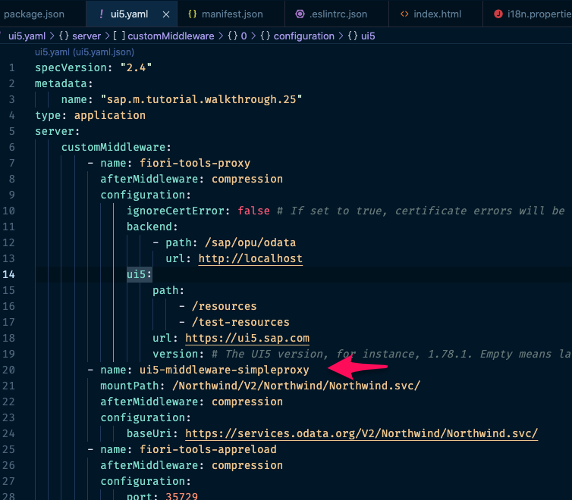 package.json ui5.yaml manifest.json .eslintrc.json index.html i18n.properties
ui5.yaml > server > customMiddleware > 0 > configuration > ui5
ui5.yaml (ui5.yaml.json)
1 specVersion: "2.4"
2 metadata:
3 name: "sap.m.tutorial.walkthrough.25"
4 type: application
5 server:
6 customMiddleware:
7 - name: fiori-tools-proxy
8 afterMiddleware: compression
9 configuration:
10 ignoreCertError: false # If set to true, certificate errors will be
11 backend:
12 - path: /sap/opu/odata
13 url: http://localhost
14 ui5:
15 path:
16 - /resources
17 - /test-resources
18 url: https://ui5.sap.com
19 version: # The UI5 version, for instance, 1.78.1. Empty means la
20 - name: ui5-middleware-simpleproxy
21 mountPath: /Northwind/V2/Northwind/Northwind.svc/
22 afterMiddleware: compression
23 configuration:
24 baseUri: https://services.odata.org/V2/Northwind/Northwind.svc/
25 - name: fiori-tools-appreload
26 afterMiddleware: compression
27 configuration:
28 port: 35729